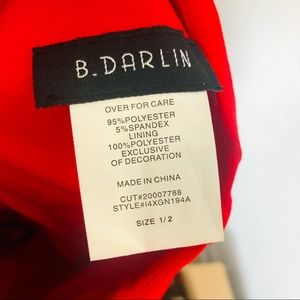 B.DARLIN
OVER FOR CARE
95%POLYESTER
5%SPANDEX
LINING
100%POLYESTER
EXCLUSIVE
OF DECORATION
MADE IN CHINA
CUT#20007788
STYLE#I4XGN194A
SIZE 1/2